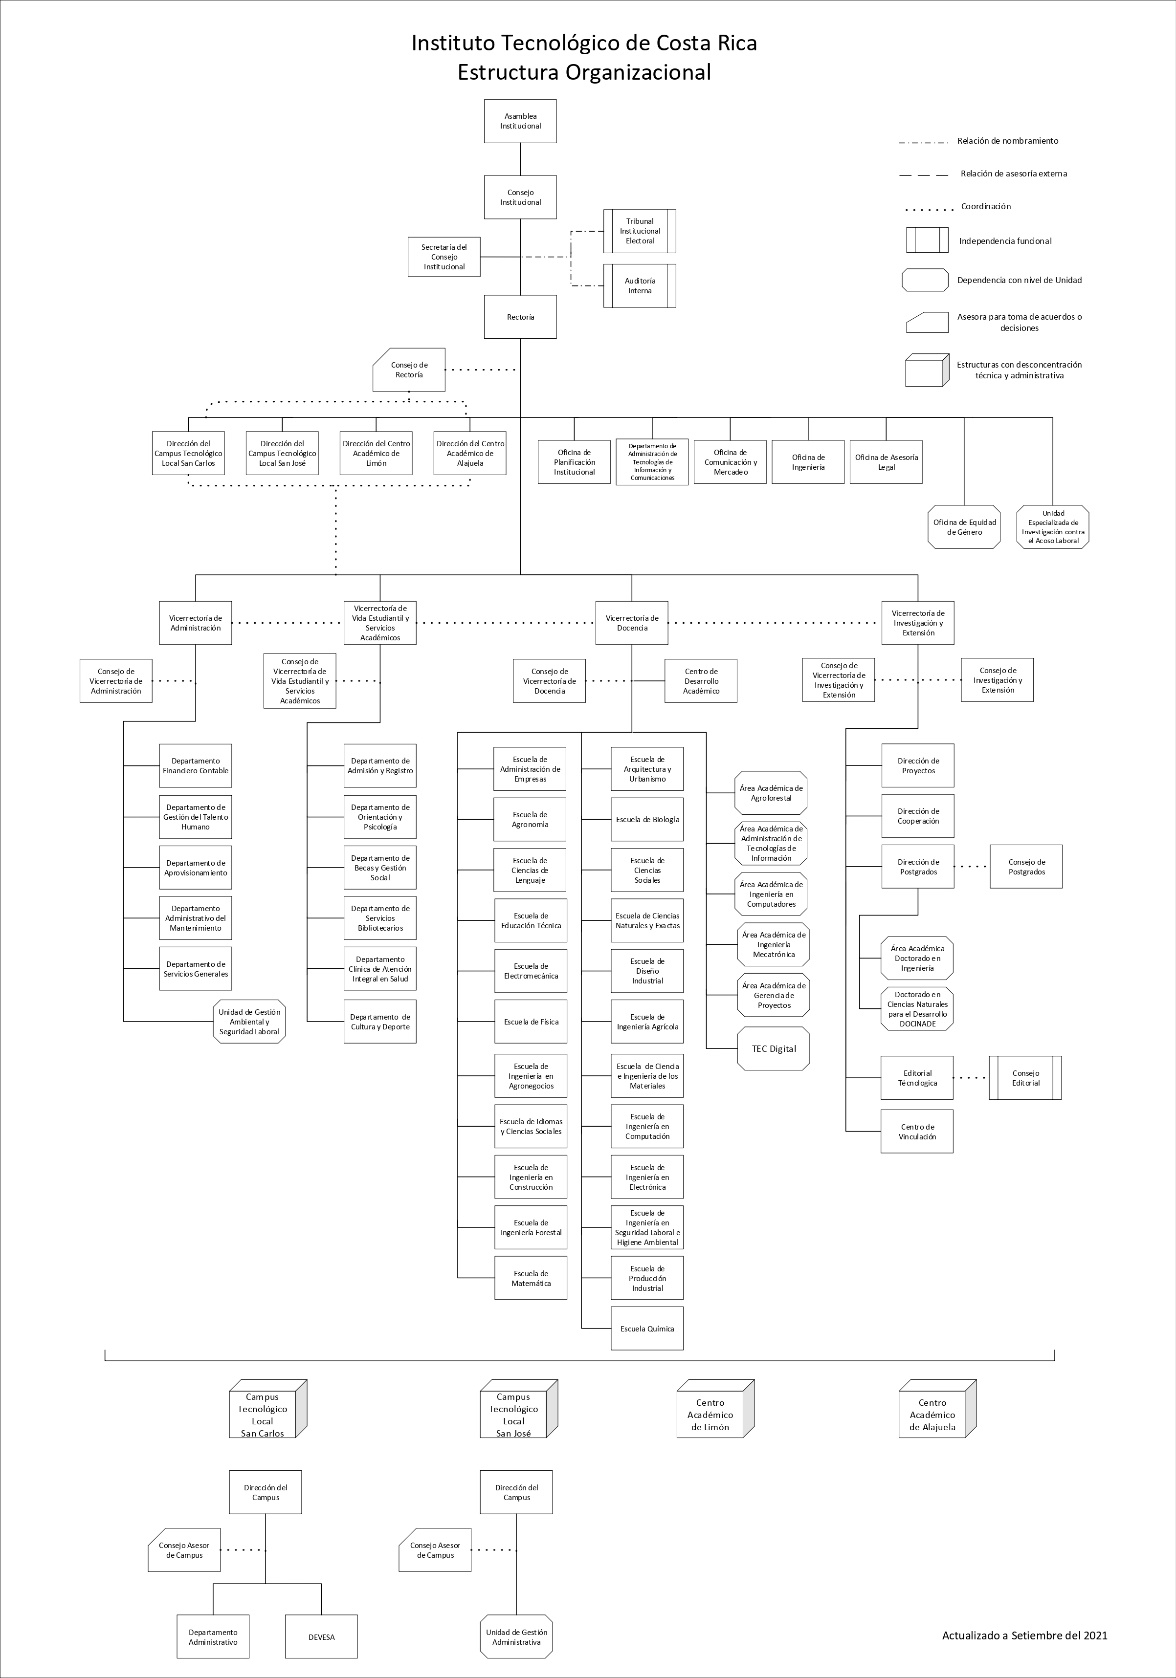 Instituto Tecnológico de Costa Rica
Estructura Organizacional
Asamblea
Institucional
Consejo
Institucional
Secretaría del
Consejo
Institucional
Tribunal
Institucional
Electoral
Auditoría
Interna
Rectoría
Relación de nombramiento
Relación de asesoría externa
Coordinación
Independencia funcional
Dependencia con nivel de Unidad
Asesora para toma de acuerdos o
decisiones
Estructuras con desconcentración
técnica y administrativa
Consejo de
Rectoría
Dirección del
Campus Tecnológico
Local San Carlos
Dirección del
Campus Tecnológico
Local San José
Dirección del Centro
Académico de
Limón
Dirección del Centro
Académico de
Alajuela
Oficina de
Planificación
Institucional
Departamento de
Administración de
Tecnologías de
Información y
Comunicaciones
Oficina de
Comunicación y
Mercadeo
Oficina de
Ingeniería
Oficina de Asesoría
Legal
Oficina de Equidad
de Género
Unidad
Especializada de
Investigación contra
el Acoso Laboral
Vicerrectoría de
Administración
Vicerrectoría de
Vida Estudiantil y
Servicios
Académicos
Vicerrectoría de
Docencia
Vicerrectoría de
Investigación y
Extensión
Consejo de
Vicerrectoría de
Administración
Consejo de
Vicerrectoría de
Vida Estudiantil y
Servicios
Académicos
Consejo de
Vicerrectoría de
Docencia
Centro de
Desarrollo
Académico
Consejo de
Vicerrectoría de
Investigación y
Extensión
Consejo de
Investigación y
Extensión
Departamento
Financiero Contable
Departamento de
Gestión del Talento
Humano
Departamento de
Aprovisionamiento
Departamento
Administrativo del
Mantenimiento
Departamento de
Servicios Generales
Unidad de Gestión
Ambiental y
Seguridad Laboral
Departamento de
Admisión y Registro
Departamento de
Orientación y
Psicología
Departamento de
Becas y Gestión
Social
Departamento de
Servicios
Bibliotecarios
Departamento
Clínica de Atención
Integral en Salud
Departamento de
Cultura y Deporte
Escuela de
Administración de
Empresas
Escuela de
Agronomía
Escuela de
Ciencias de
Lenguaje
Escuela de
Educación Técnica
Escuela de
Electromecánica
Escuela de Física
Escuela de
Ingeniería en
Agronegocios
Escuela de Idiomas
y Ciencias Sociales
Escuela de
Ingeniería en
Construcción
Escuela de
Ingeniería Forestal
Escuela de
Matemática
Escuela de
Arquitectura y
Urbanismo
Escuela de Biología
Escuela de
Ciencias
Sociales
Escuela de Ciencias
Naturales y Exactas
Escuela de
Diseño
Industrial
Escuela de
Ingeniería Agrícola
Escuela de Ciencia
e Ingeniería de los
Materiales
Escuela de
Ingeniería en
Computación
Escuela de
Ingeniería en
Electrónica
Escuela de
Ingeniería en
Seguridad Laboral e
Higiene Ambiental
Escuela de
Producción
Industrial
Escuela Química
Área Académica de
Agroforestal
Área Académica de
Administración de
Tecnologías de
Información
Área Académica de
Ingeniería en
Computadores
Área Académica de
Ingeniería
Mecatrónica
Área Académica de
Gerencia de
Proyectos
TEC Digital
Dirección de
Proyectos
Dirección de
Cooperación
Dirección de
Postgrados
Consejo de
Postgrados
Área Académica
Doctorado en
Ingeniería
Doctorado en
Ciencias Naturales
para el Desarrollo
DOCINADE
Editorial
Técnologica
Consejo
Editorial
Centro de
Vinculación
Campus
Tecnológico
Local
San Carlos
Campus
Tecnológico
Local
San José
Centro
Académico
de Limón
Centro
Académico
de Alajuela
Dirección del
Campus
Consejo Asesor
de Campus
Departamento
Administrativo
DEVESA
Dirección del
Campus
Consejo Asesor
de Campus
Unidad de Gestión
Administrativa
Actualizado a Setiembre del 2021